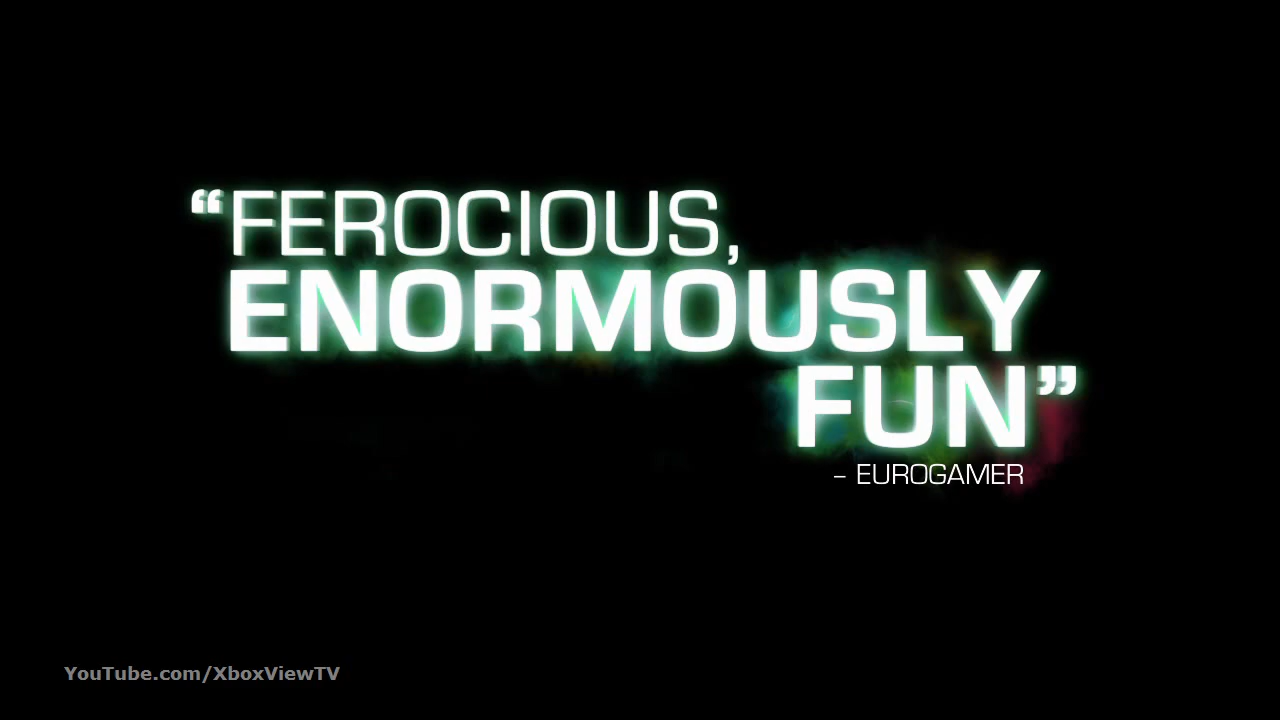 “FEROCIOUS,
ENORMOUSLY
FUN”
– EUROGAMER
YouTube.com/XboxViewTV